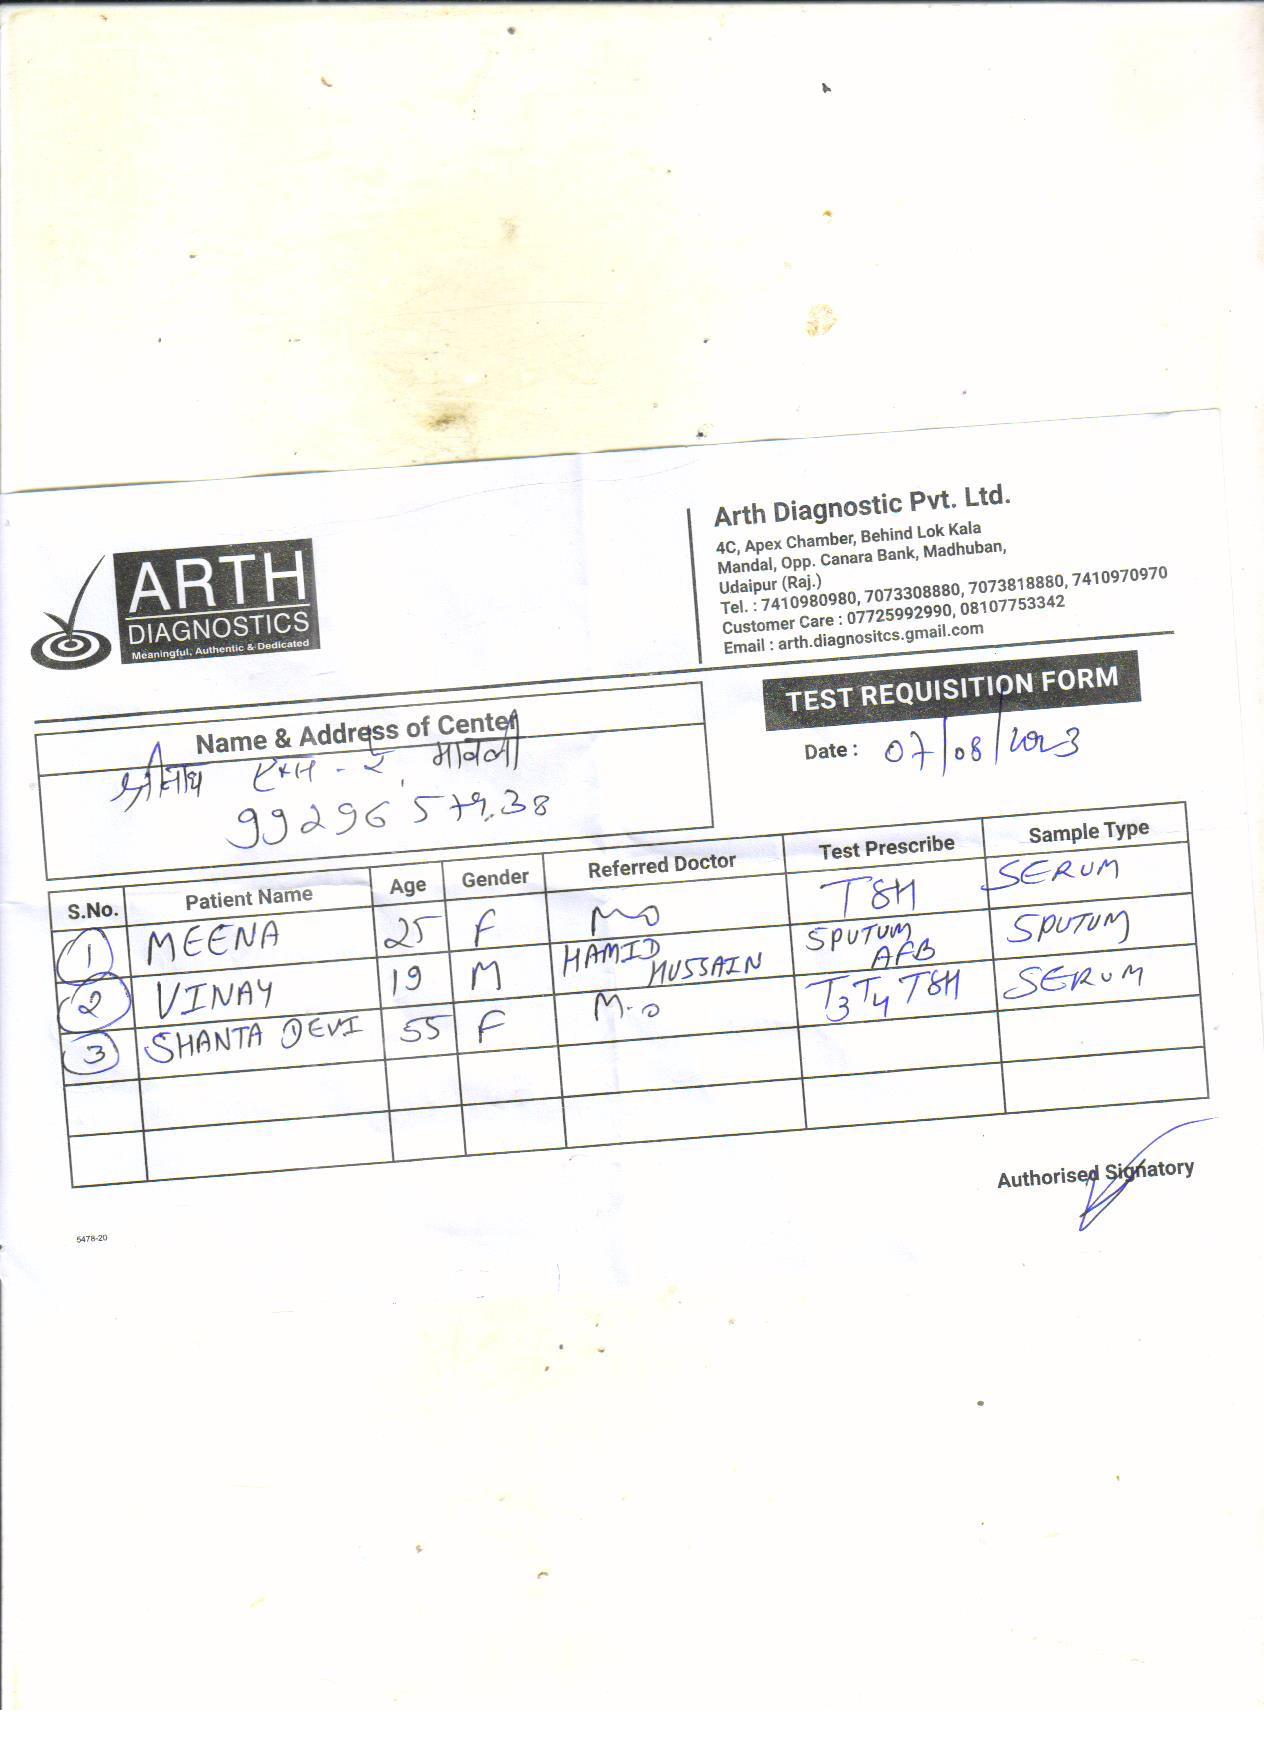 ARTH
DIAGNOSTICS
Meaningful, Authentic & Dedicated
Arth Diagnostic Pvt. Ltd.
4C, Apex Chamber, Behind Lok Kala
Mandal, Opp. Canara Bank, Madhuban,
Udaipur (Raj.)
Tel. : 7410980980, 7073308880, 7073818880, 7410970970
Customer Care : 07725992990, 08107753342
Email : arth.diagnositcs.gmail.com
TEST REQUISITION FORM
Date : 07/08/2023
Name & Address of Center
श्रीनाथ मावली
S.No. Patient Name Age Gender Referred Doctor Test Prescribe Sample Type
1 MEENA 25 F MO TSH SERUM
2 VINAY 19 M HAMID HUSSAIN SPUTUM AFB SPUTUM
3 SHANTA DEVI 55 F M.O T3 T4 TSH SERUM
Authorised Signatory
5478-20